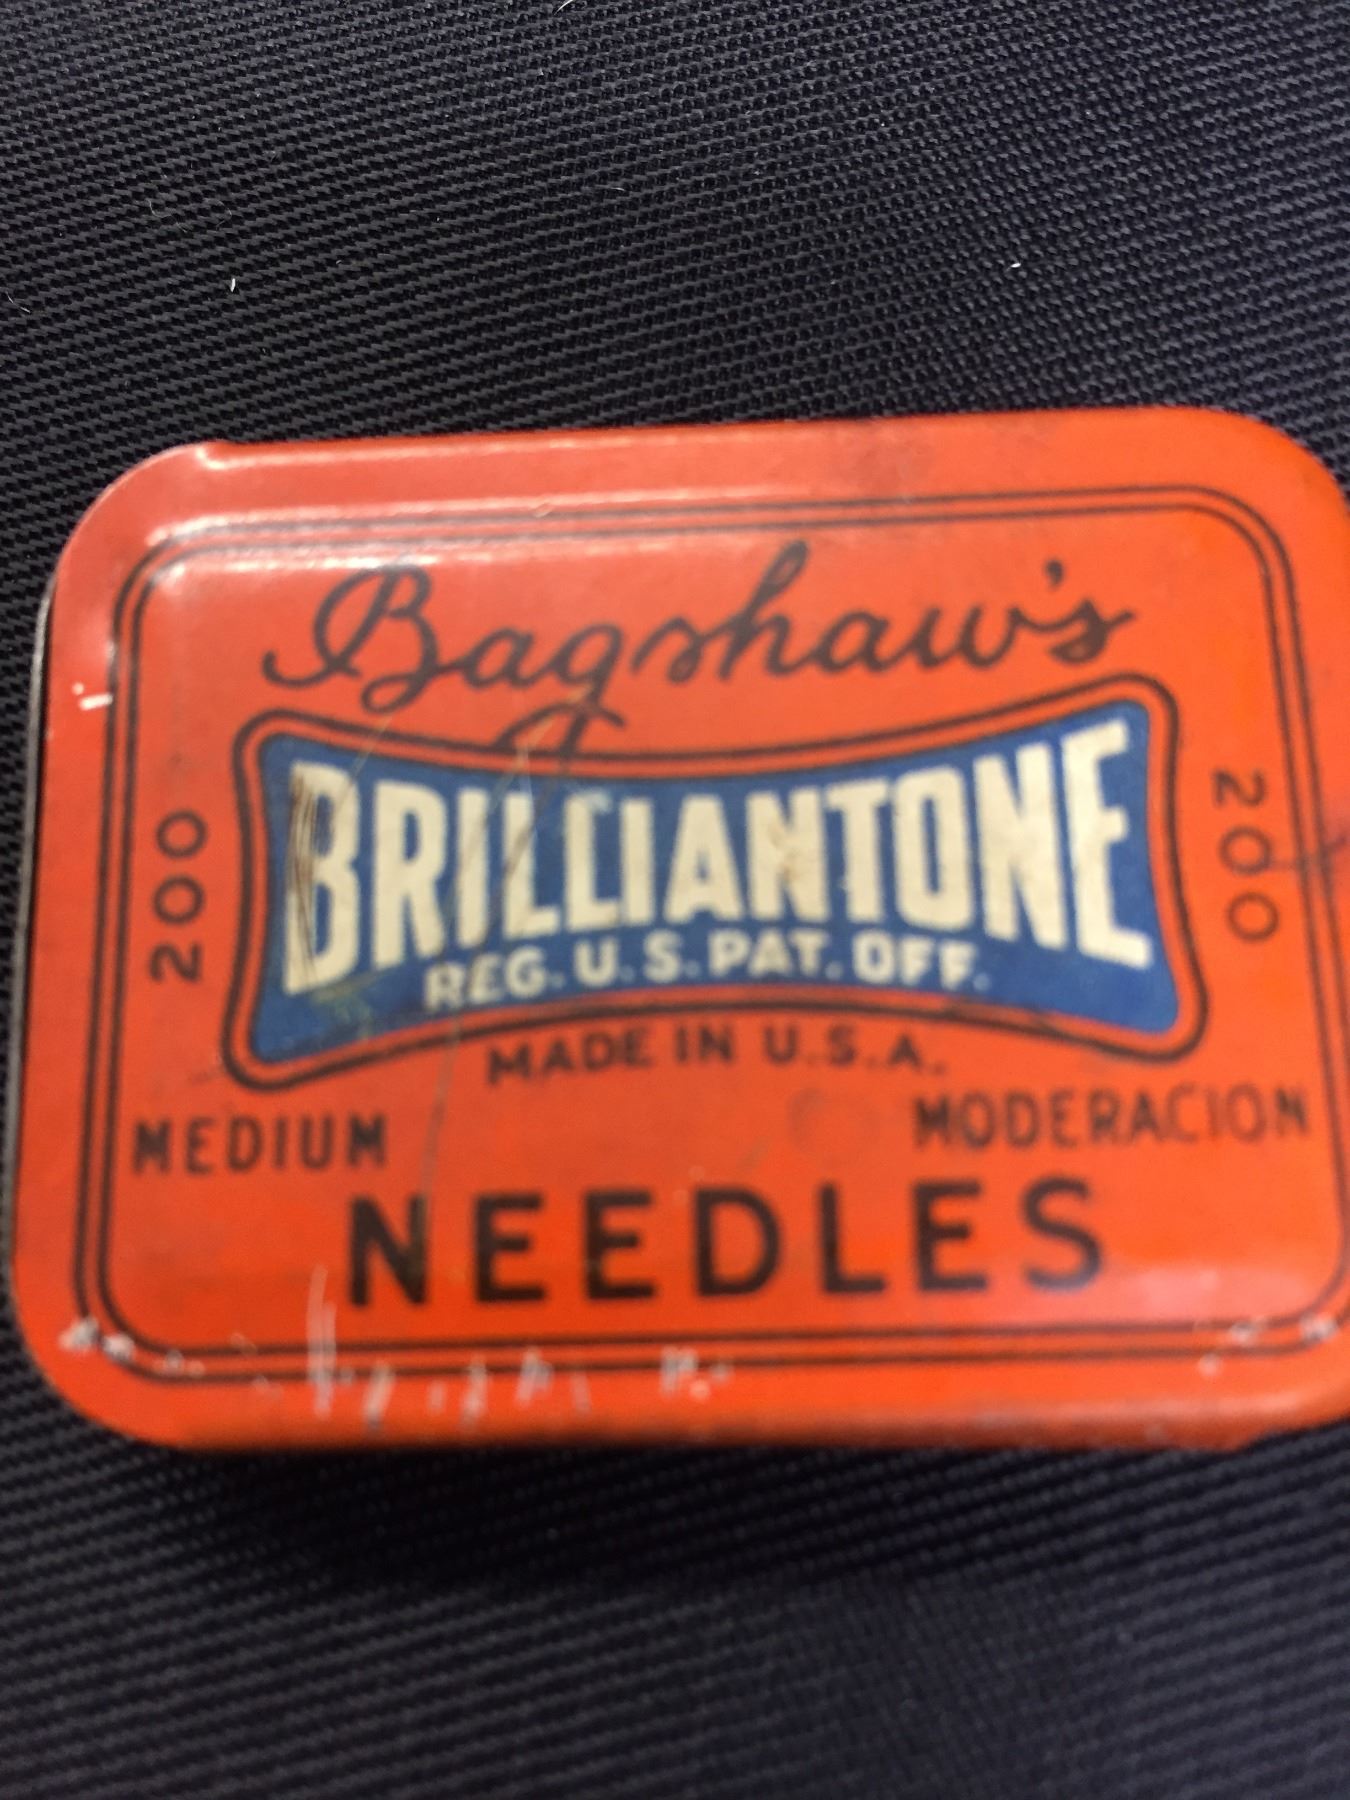 Bagshaw's
BRILLIANTONE
REG. U.S. PAT. OFF.
200
200
MADE IN U.S.A.
MEDIUM MODERACION
NEEDLES